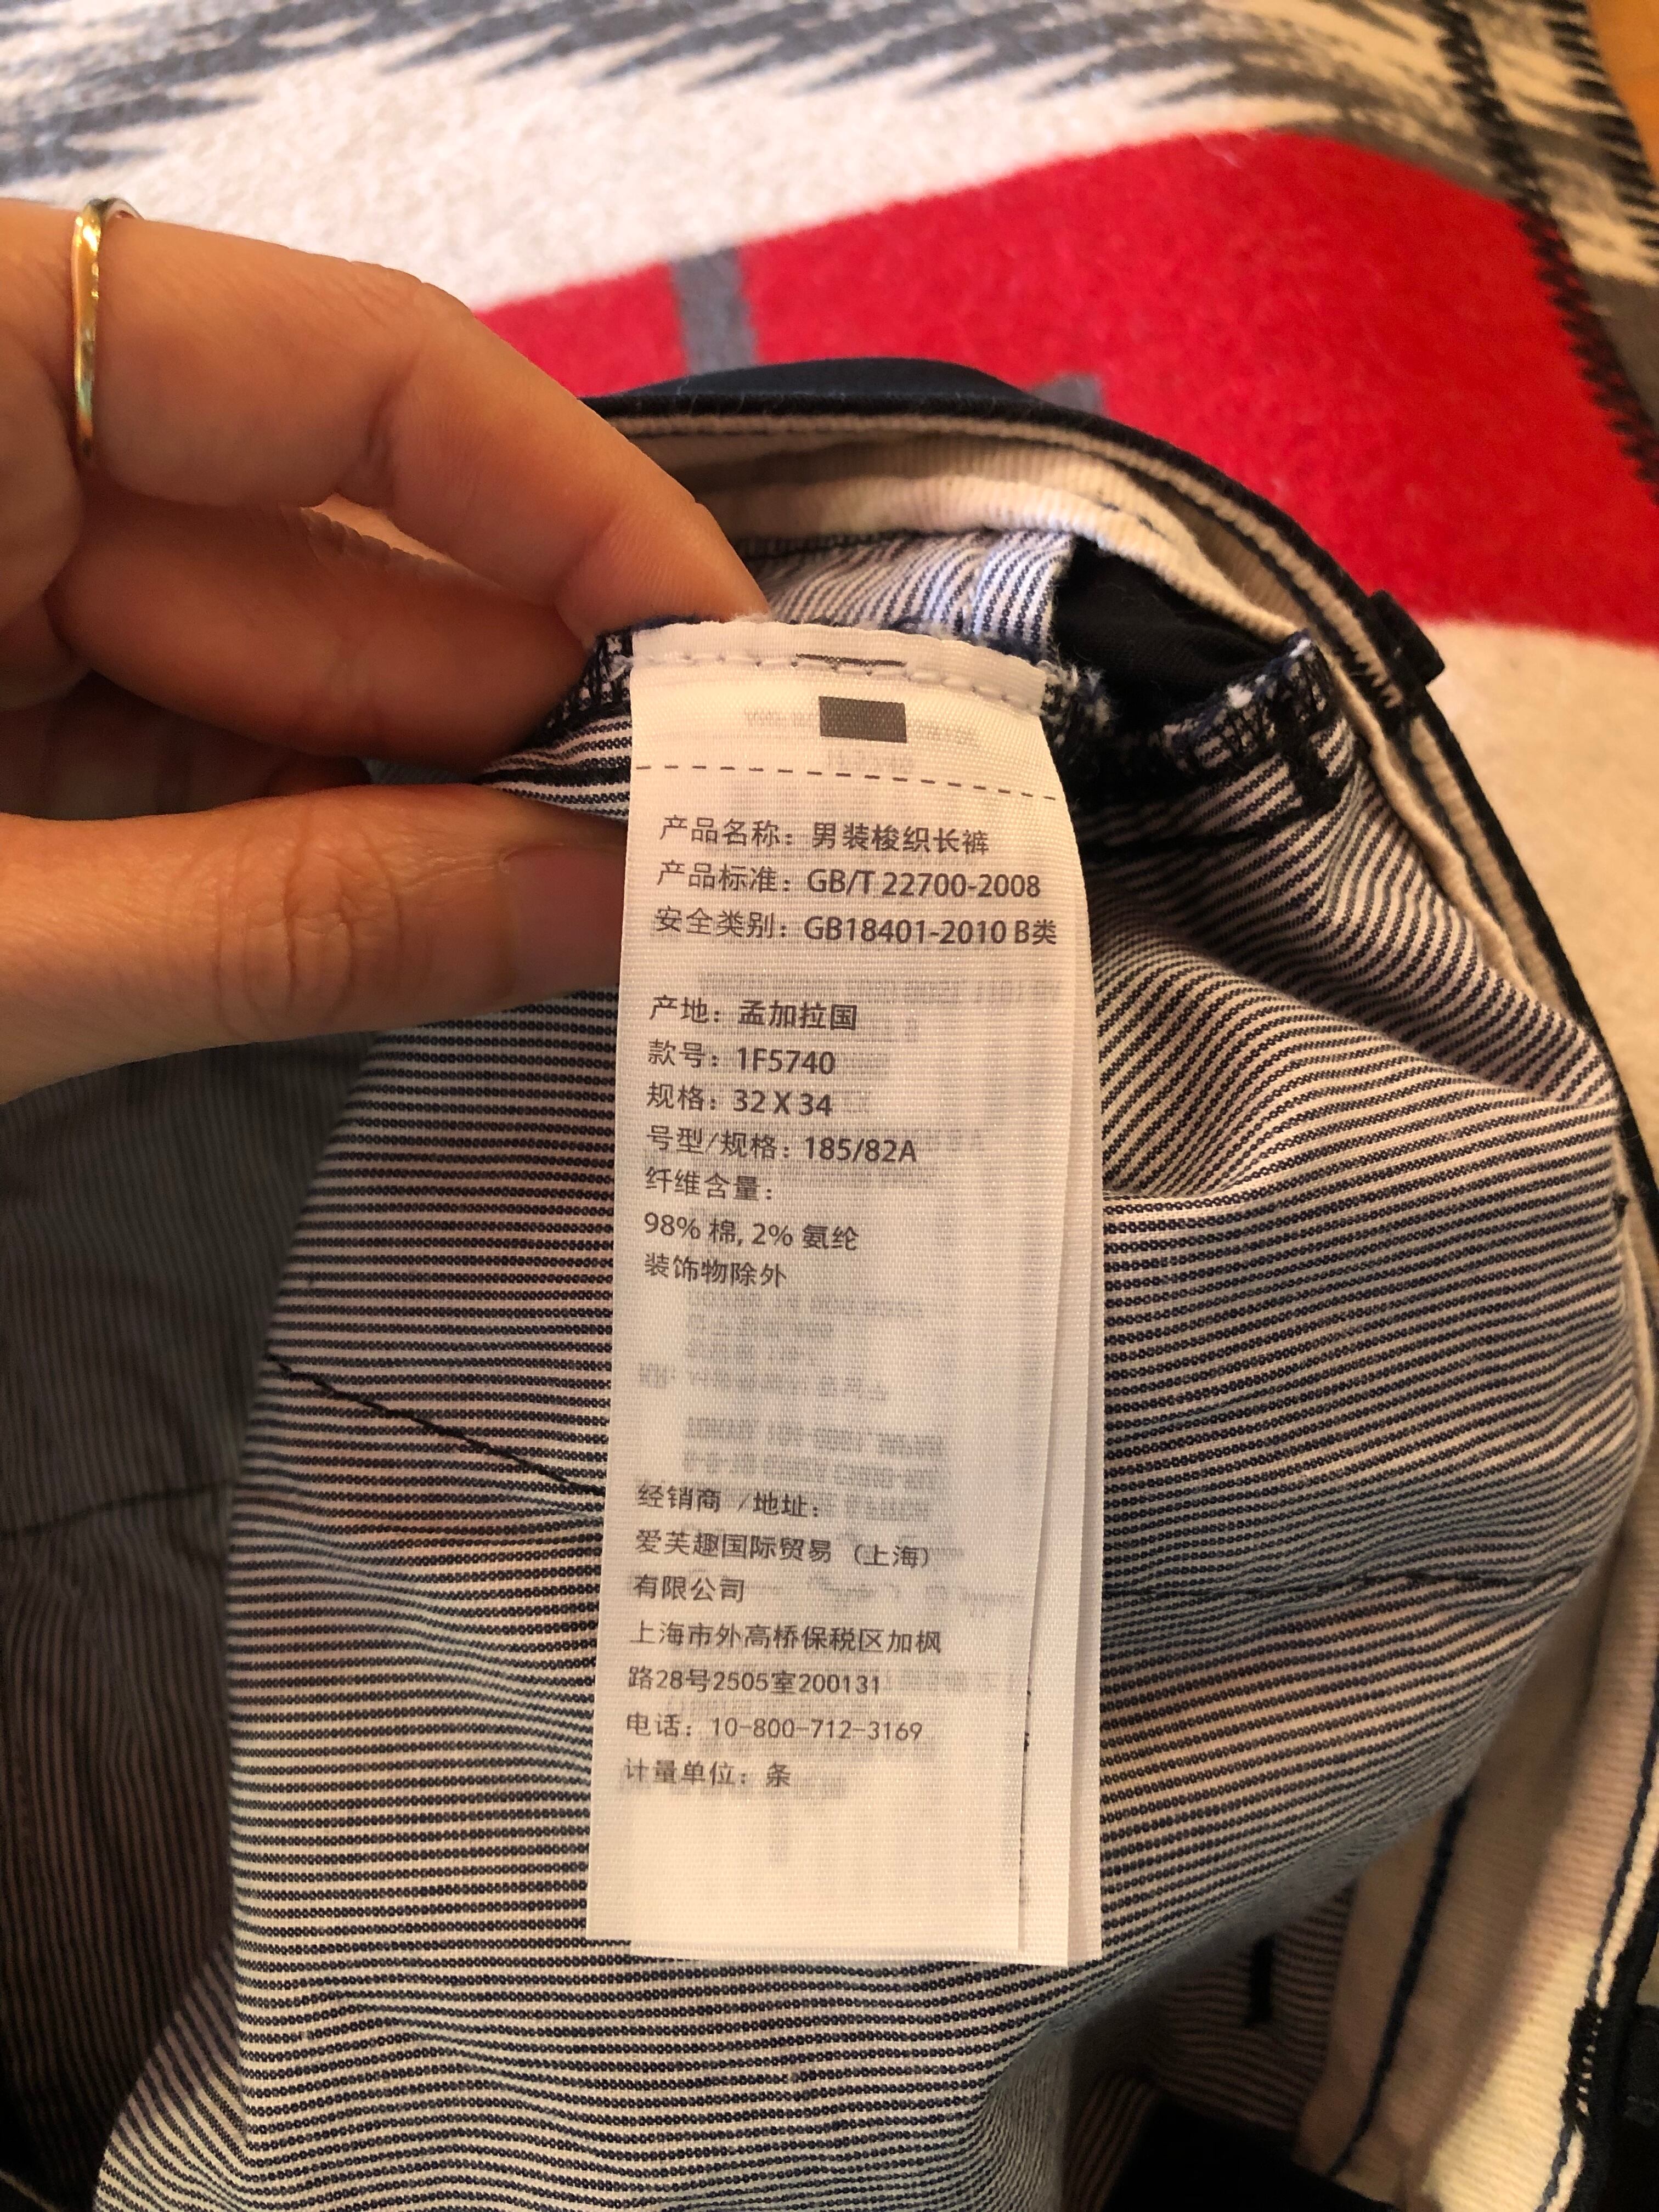 产品名称：男装梭织长裤
产品标准：GB/T 22700-2008
安全类别：GB18401-2010 B类
产地：孟加拉国
款号：1F5740
规格：32 X 34
号型/规格：185/82A
纤维含量：
98% 棉, 2% 氨纶
装饰物除外
经销商 /地址：
爱芙趣国际贸易 （上海）
有限公司
上海市外高桥保税区加枫
路28号2505室200131
电话：10-800-712-3169
计量单位：条